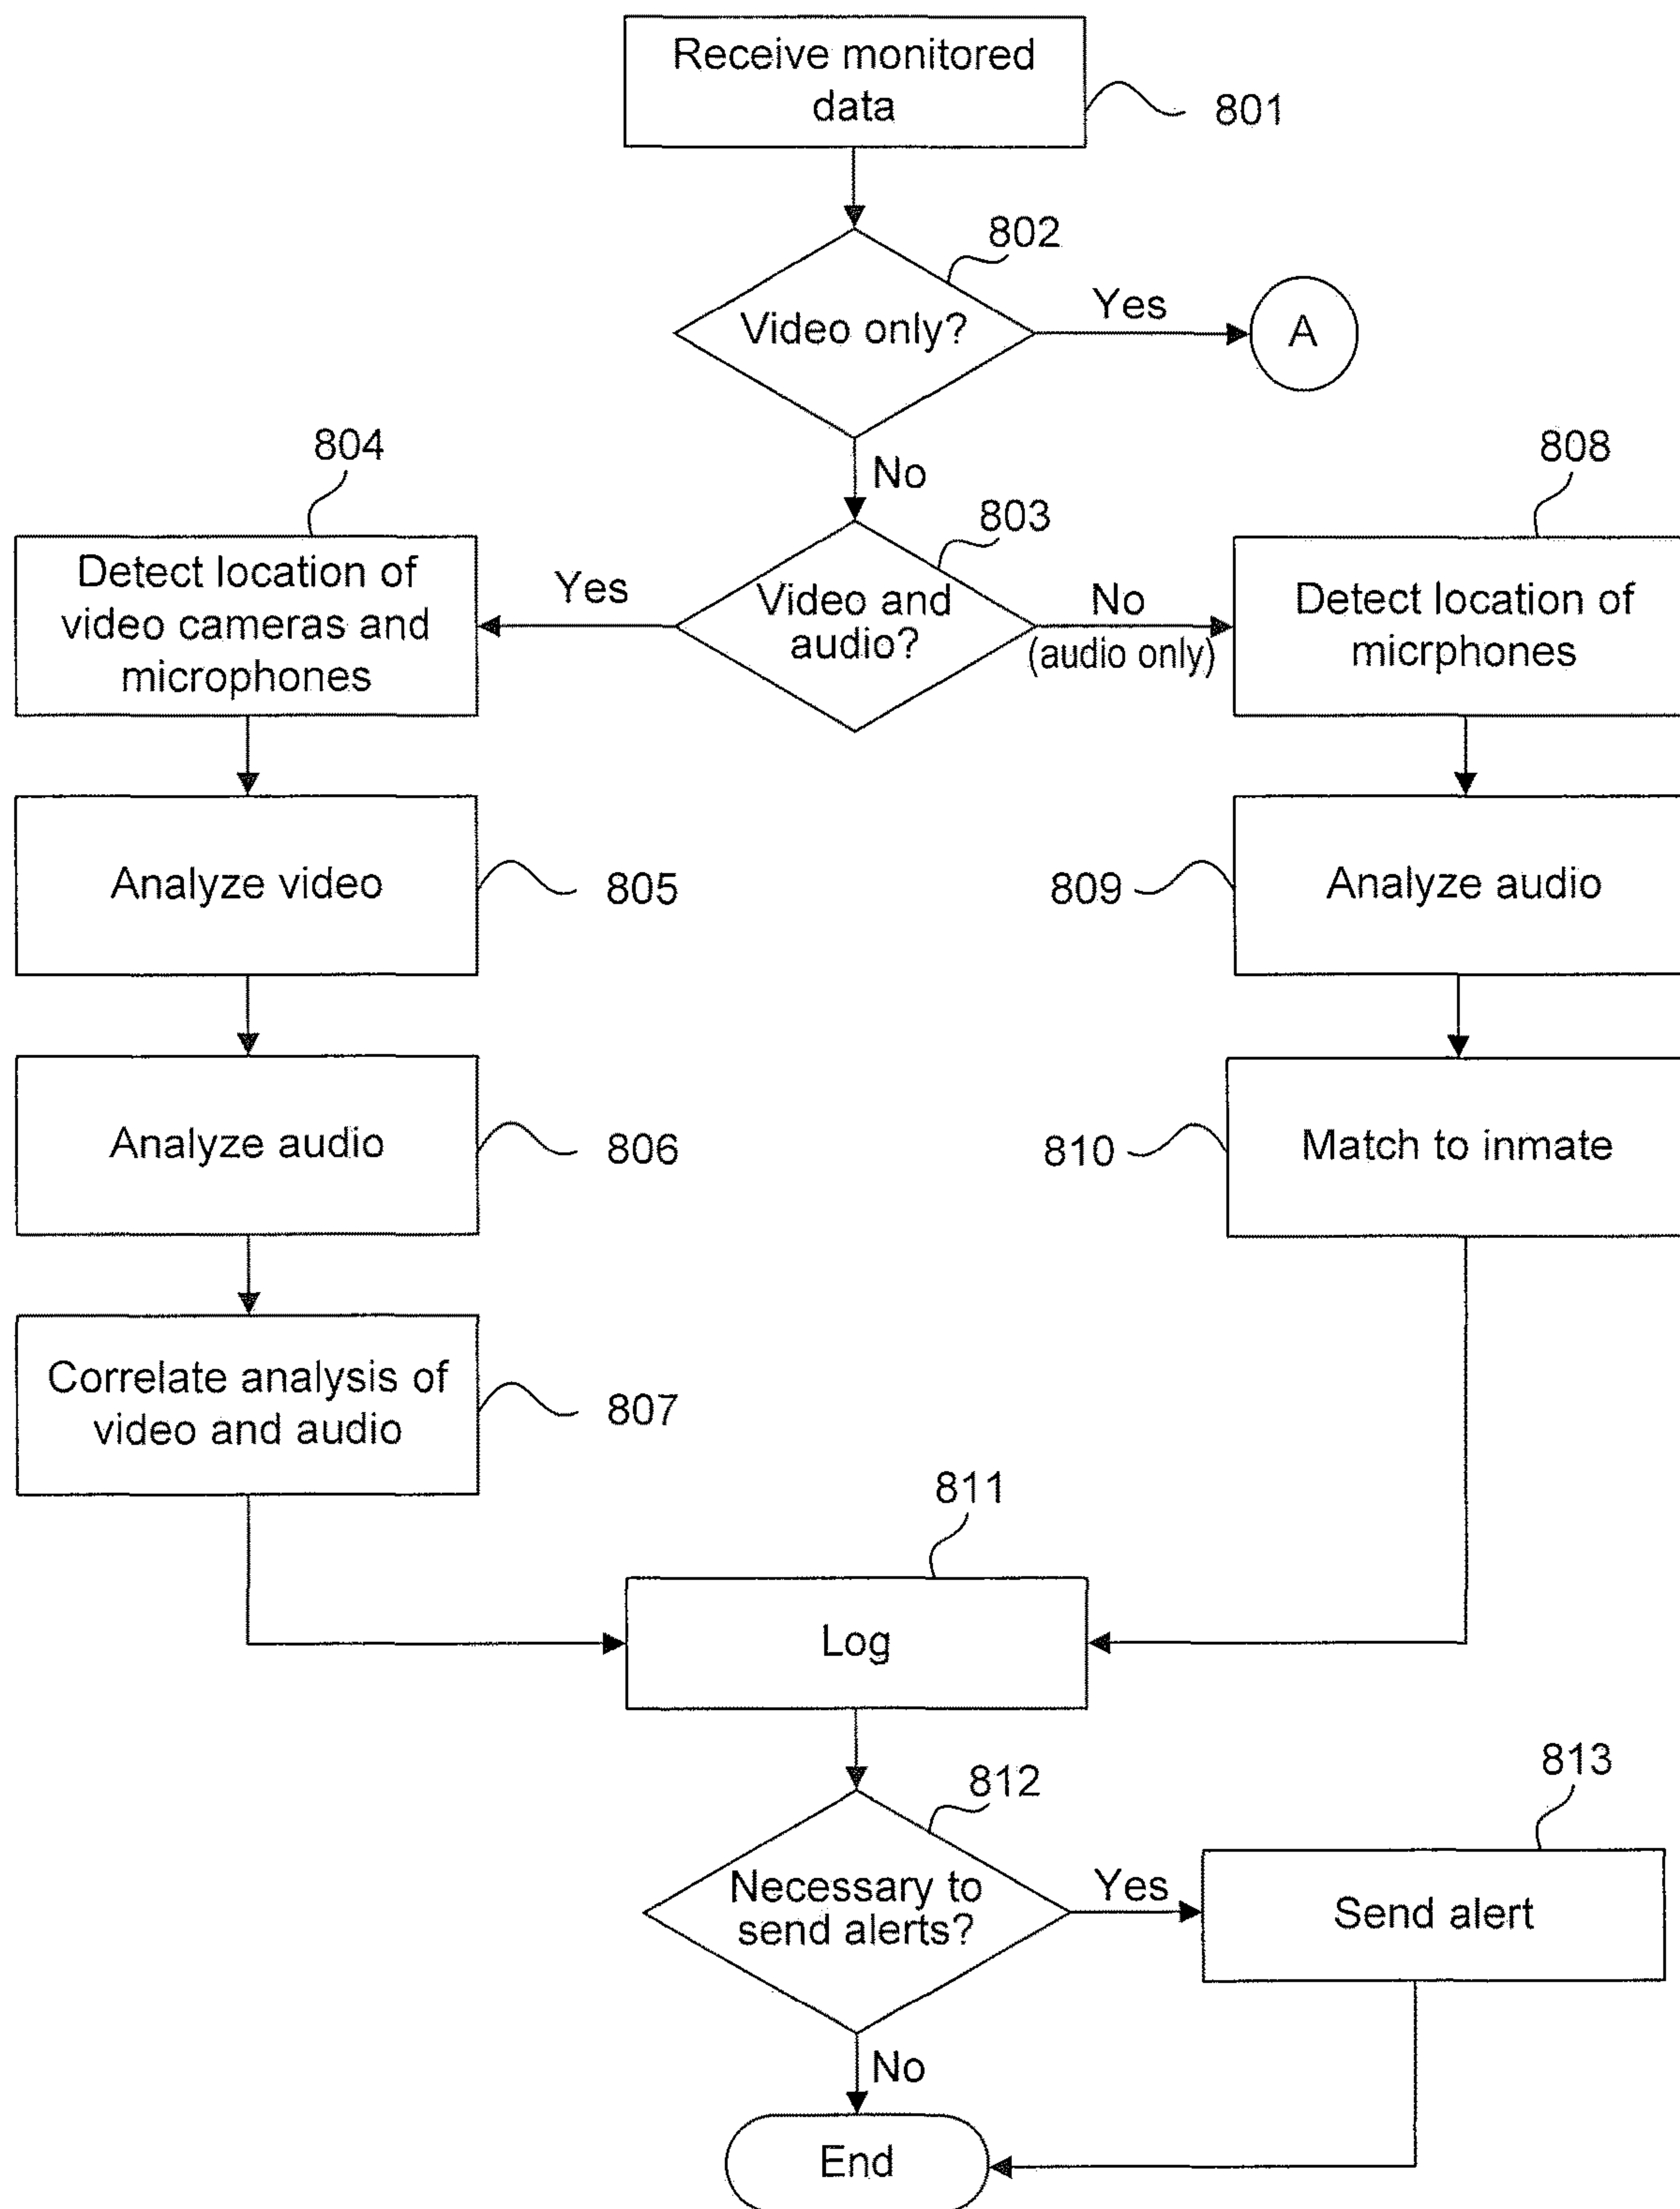 Receive monitored
data
801
802
Video only?
Yes
A
No
804
808
803
Detect location of
video cameras and
microphones
Yes
Video and
audio?
No
(audio only)
Detect location of
micrphones
Analyze video
805
809
Analyze audio
Analyze audio
806
810
Match to inmate
Correlate analysis of
video and audio
807
811
Log
812
813
Necessary to
send alerts?
Yes
Send alert
No
End